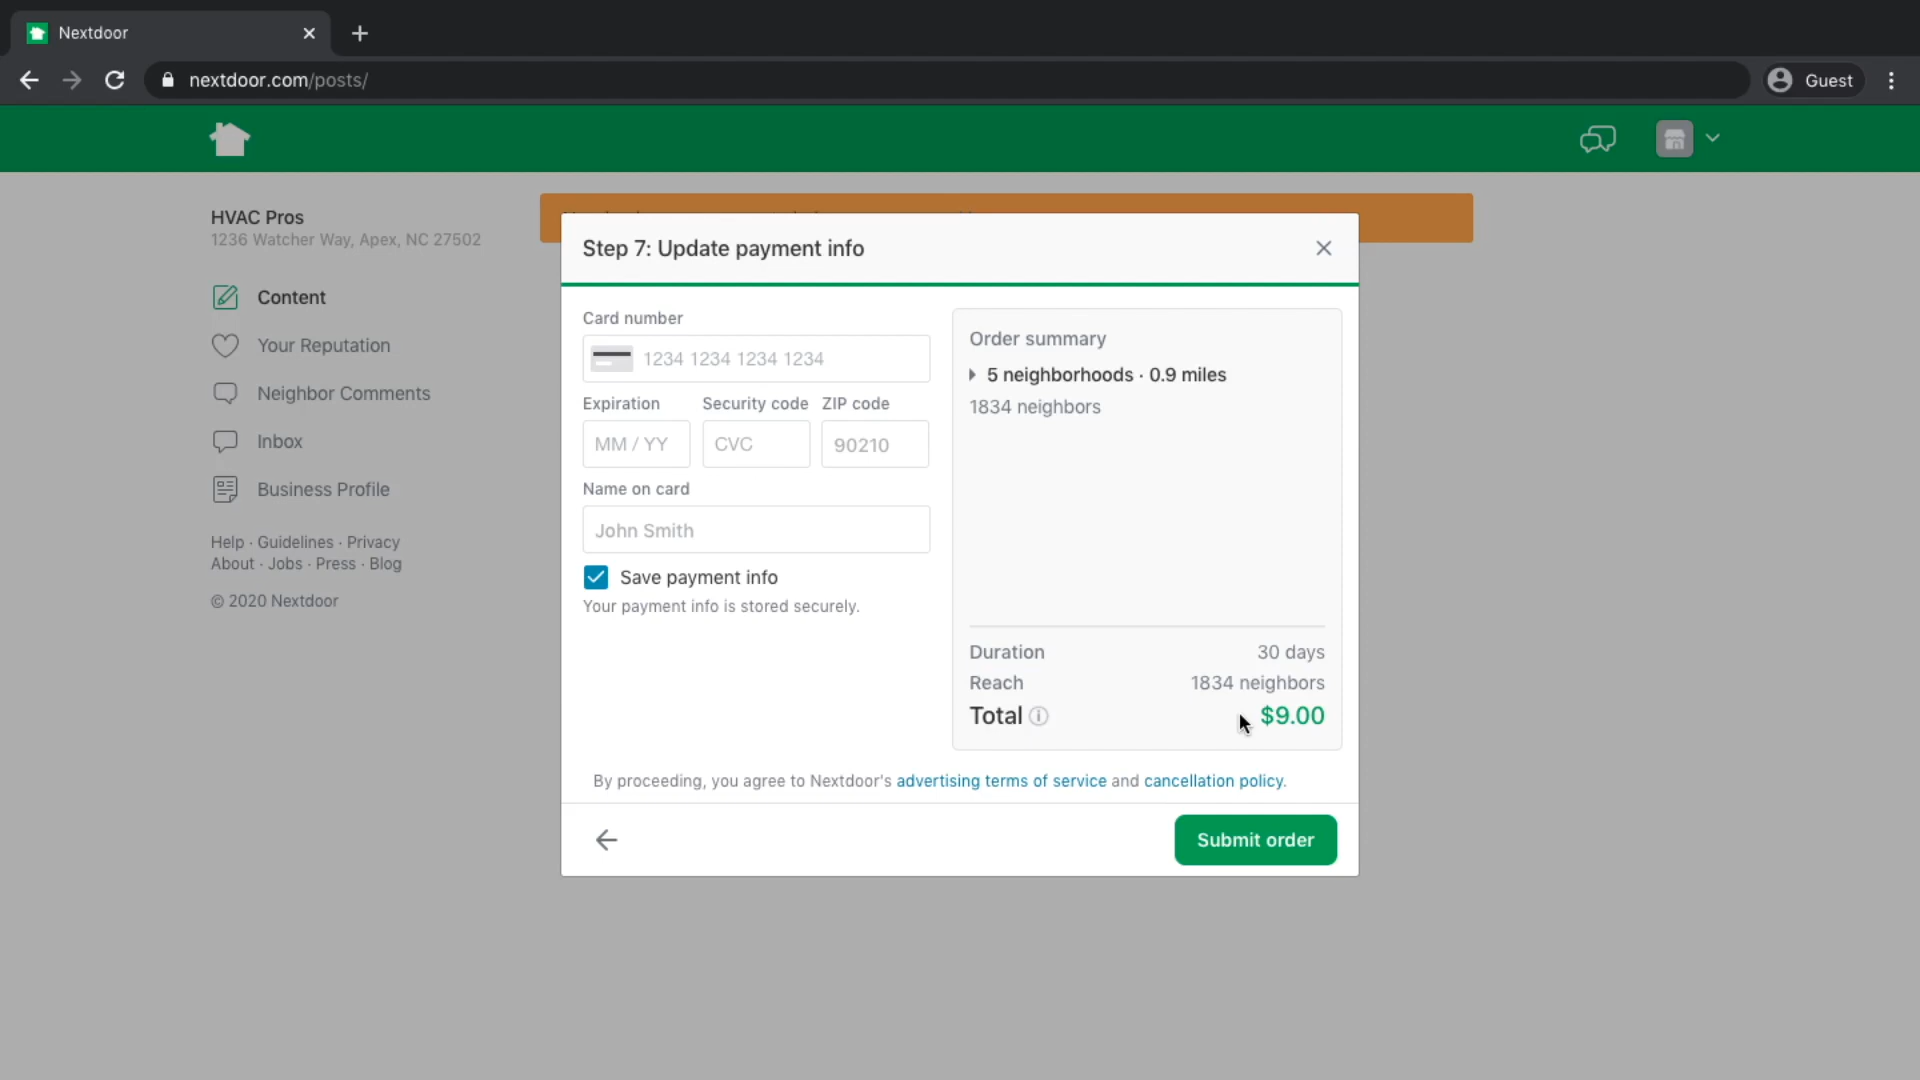 Nextdoor
nextdoor.com/posts/
Guest
HVAC Pros
1236 Watcher Way, Apex, NC 27502
Content
Your Reputation
Neighbor Comments
Inbox
Business Profile
Help · Guidelines · Privacy
About · Jobs · Press · Blog
© 2020 Nextdoor
Step 7: Update payment info
Card number
1234 1234 1234 1234
Expiration Security code ZIP code
MM / YY CVC 90210
Name on card
John Smith
Save payment info
Your payment info is stored securely.
Order summary
5 neighborhoods · 0.9 miles
1834 neighbors
Duration 30 days
Reach 1834 neighbors
Total $9.00
By proceeding, you agree to Nextdoor's advertising terms of service and cancellation policy.
Submit order